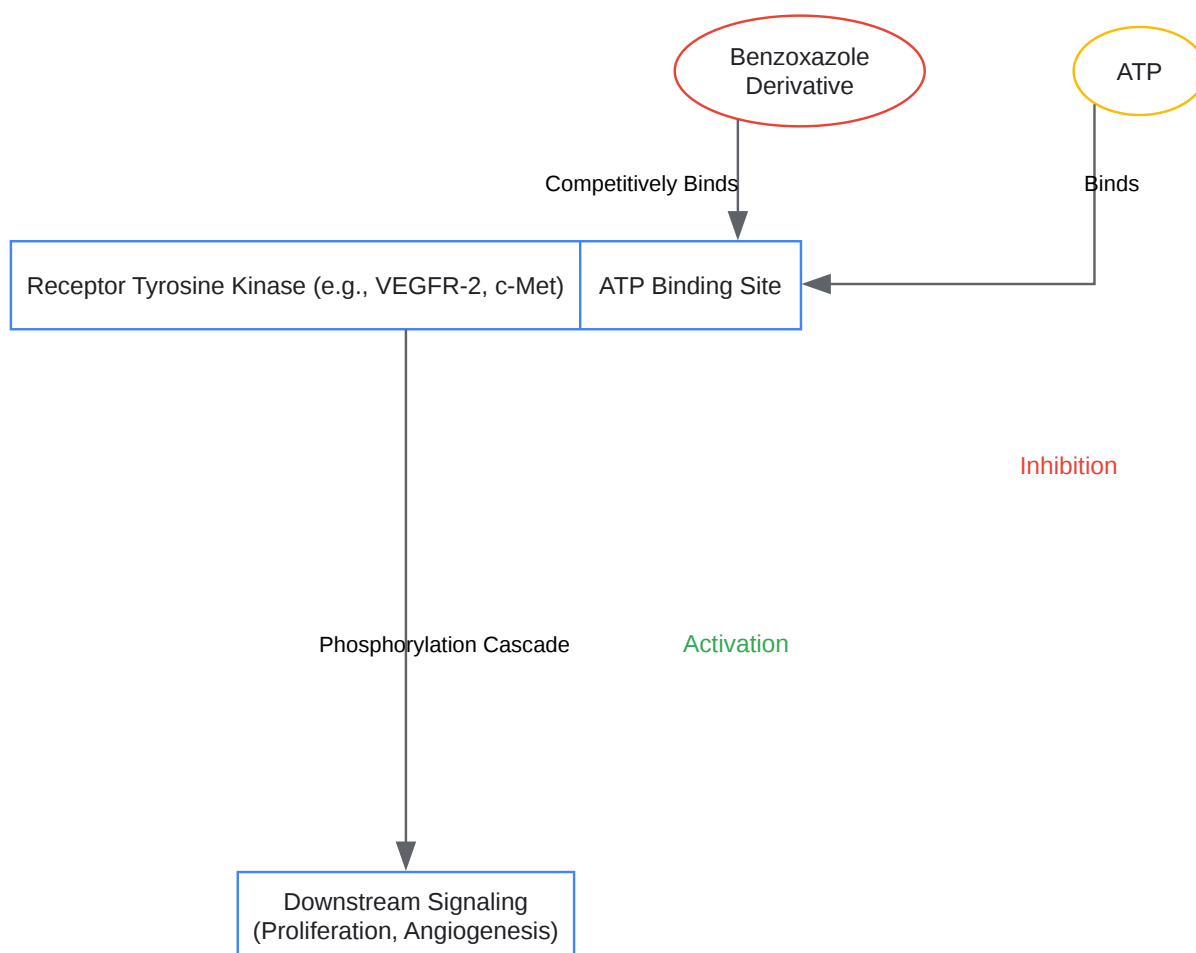 Benzoxazole
Derivative
ATP
Competitively Binds
Binds
Receptor Tyrosine Kinase (e.g., VEGFR-2, c-Met)
ATP Binding Site
Inhibition
Phosphorylation Cascade
Activation
Downstream Signaling
(Proliferation, Angiogenesis)